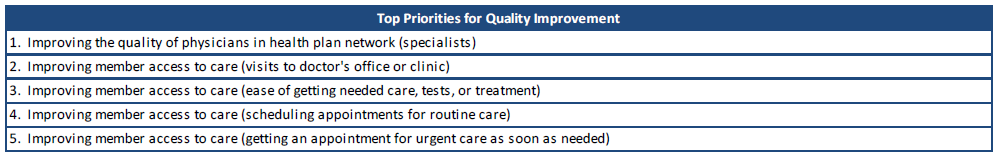 Top Priorities for Quality Improvement
1. Improving the quality of physicians in health plan network (specialists)
2. Improving member access to care (visits to doctor's office or clinic)
3. Improving member access to care (ease of getting needed care, tests, or treatment)
4. Improving member access to care (scheduling appointments for routine care)
5. Improving member access to care (getting an appointment for urgent care as soon as needed)